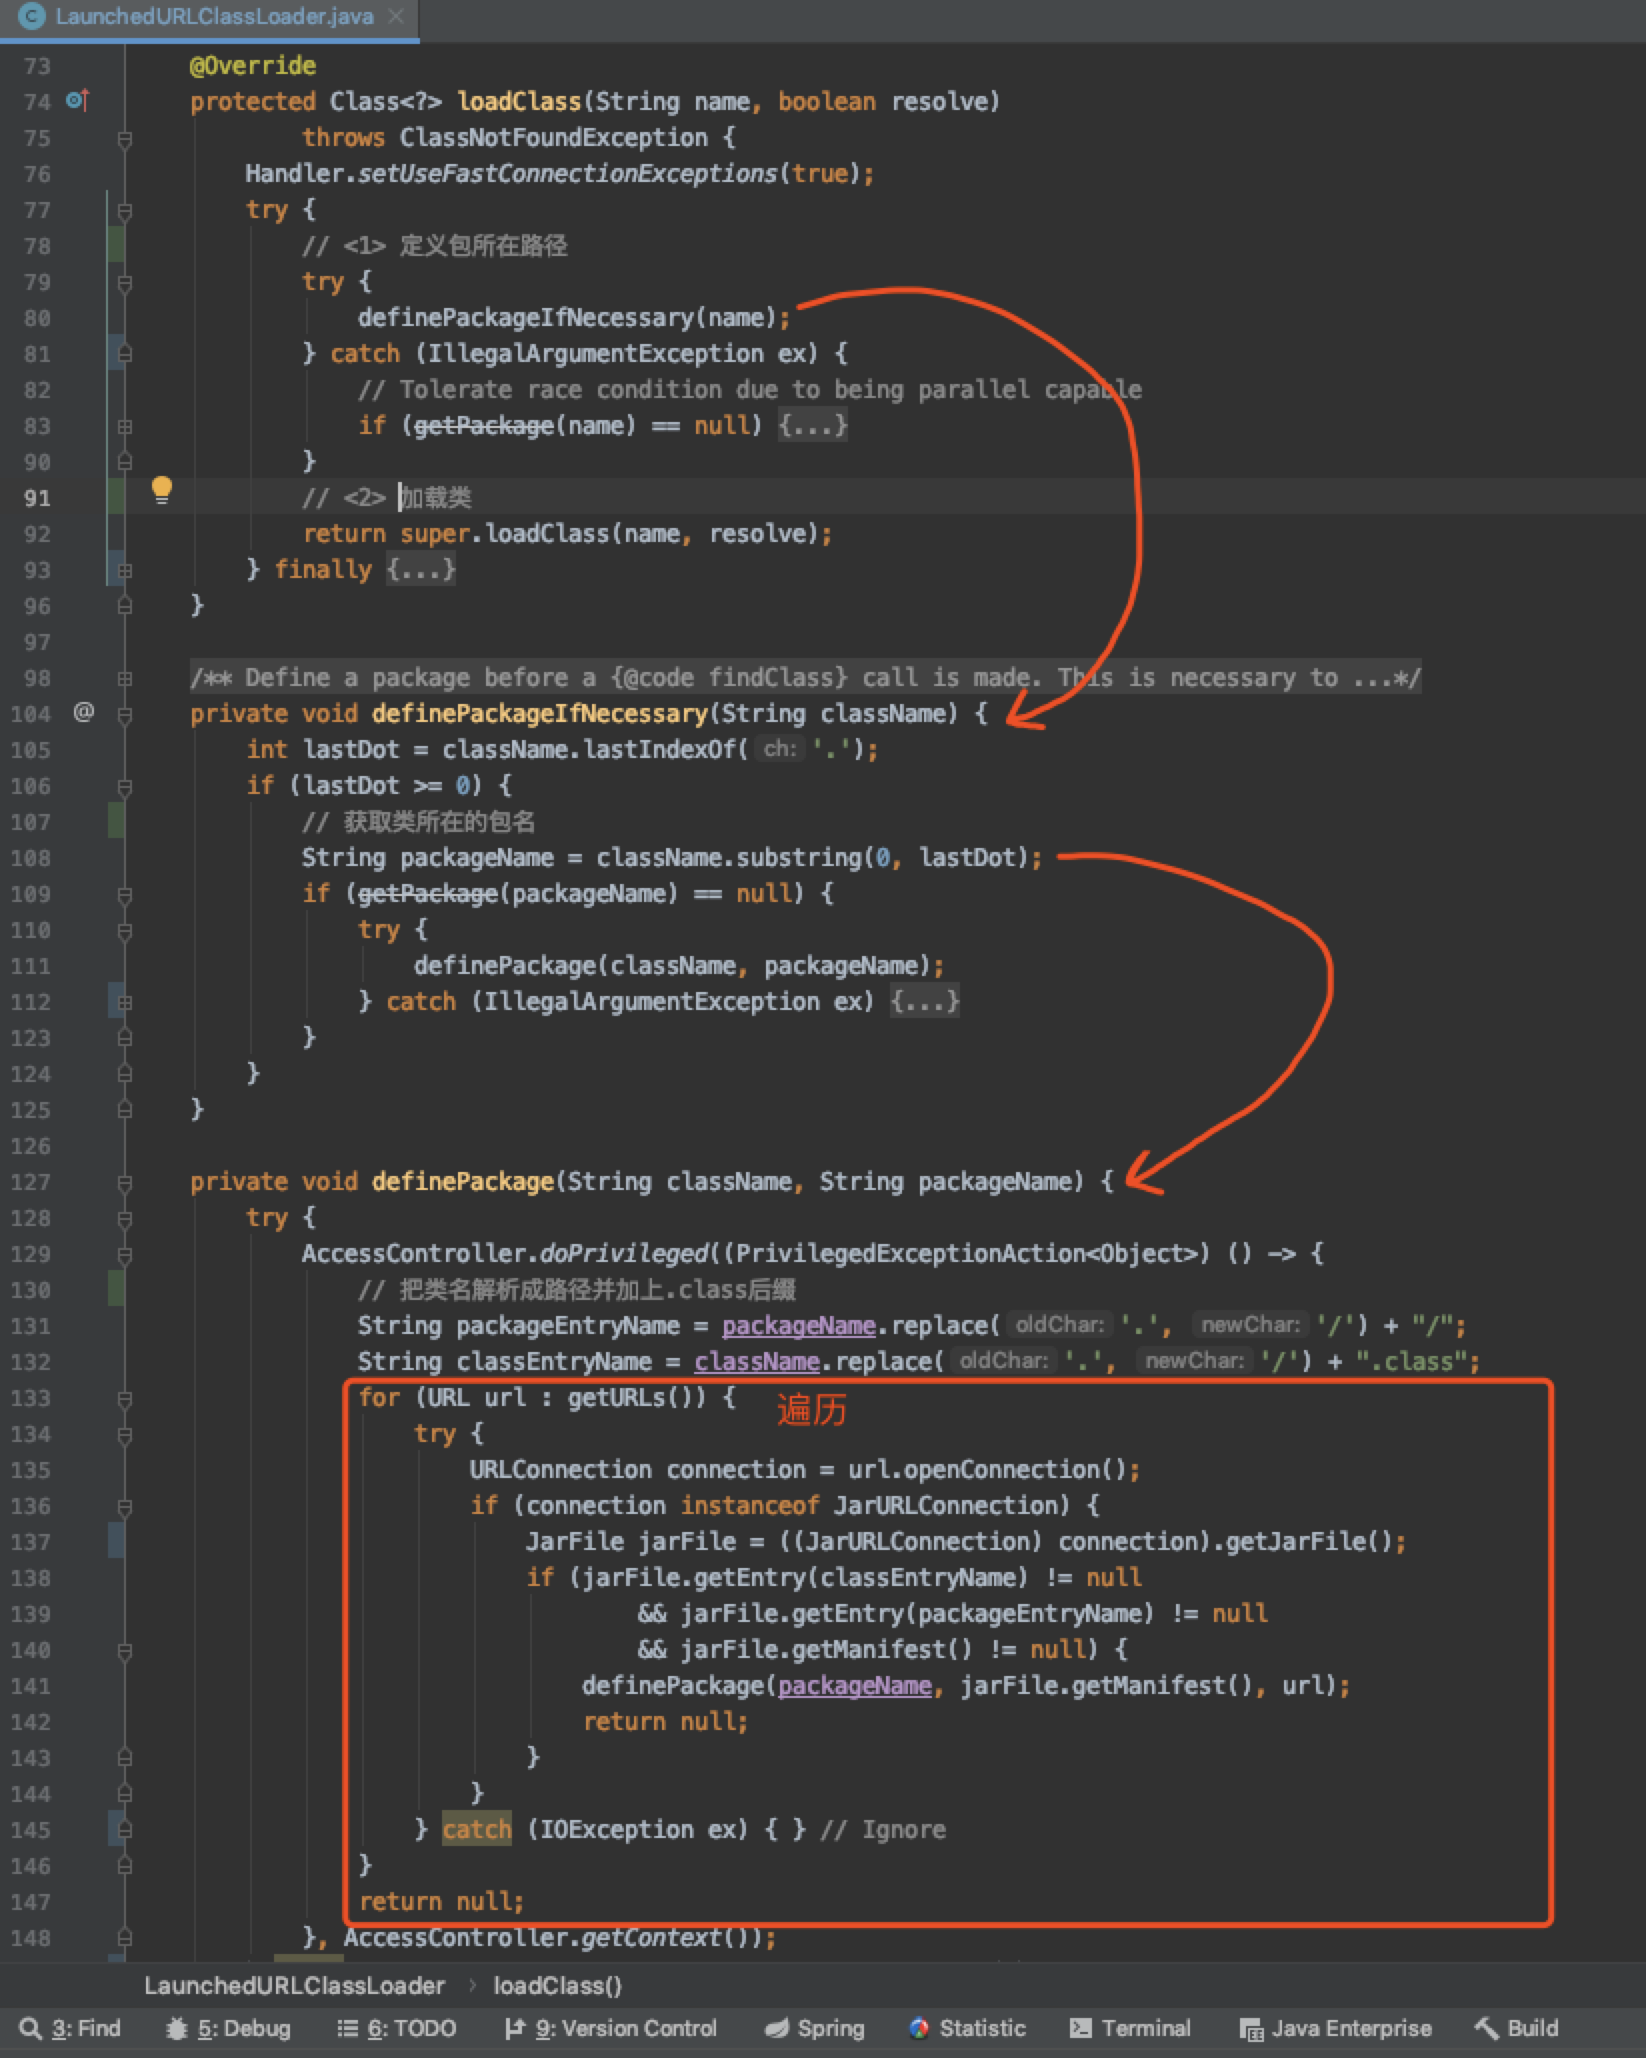 LaunchedURLClassLoader.java
73 @Override
74 protected Class<?> loadClass(String name, boolean resolve)
75 throws ClassNotFoundException {
76 Handler.setUseFastConnectionExceptions(true);
77 try {
78 // <1> 定义包所在路径
79 try {
80 definePackageIfNecessary(name);
81 } catch (IllegalArgumentException ex) {
82 // Tolerate race condition due to being parallel capable
83 if (getPackage(name) == null) {...}
90 }
91 // <2> 加载类
92 return super.loadClass(name, resolve);
93 } finally {...}
96 }
97
98 /** Define a package before a {@code findClass} call is made. This is necessary to ...*/
104 @ private void definePackageIfNecessary(String className) {
105 int lastDot = className.lastIndexOf( ch: '.');
106 if (lastDot >= 0) {
107 // 获取类所在的包名
108 String packageName = className.substring(0, lastDot);
109 if (getPackage(packageName) == null) {
110 try {
111 definePackage(className, packageName);
112 } catch (IllegalArgumentException ex) {...}
123 }
124 }
125 }
126
127 private void definePackage(String className, String packageName) {
128 try {
129 AccessController.doPrivileged((PrivilegedExceptionAction<Object>) () -> {
130 // 把类名解析成路径并加上.class后缀
131 String packageEntryName = packageName.replace( oldChar: '.', newChar: '/') + "/";
132 String classEntryName = className.replace( oldChar: '.', newChar: '/') + ".class";
133 for (URL url : getURLs()) { 遍历
134 try {
135 URLConnection connection = url.openConnection();
136 if (connection instanceof JarURLConnection) {
137 JarFile jarFile = ((JarURLConnection) connection).getJarFile();
138 if (jarFile.getEntry(classEntryName) != null
139 && jarFile.getEntry(packageEntryName) != null
140 && jarFile.getManifest() != null) {
141 definePackage(packageName, jarFile.getManifest(), url);
142 return null;
143 }
144 }
145 } catch (IOException ex) { } // Ignore
146 }
147 return null;
148 }, AccessController.getContext());
LaunchedURLClassLoader › loadClass()
3: Find 5: Debug 6: TODO 9: Version Control Spring Statistic Terminal Java Enterprise Build